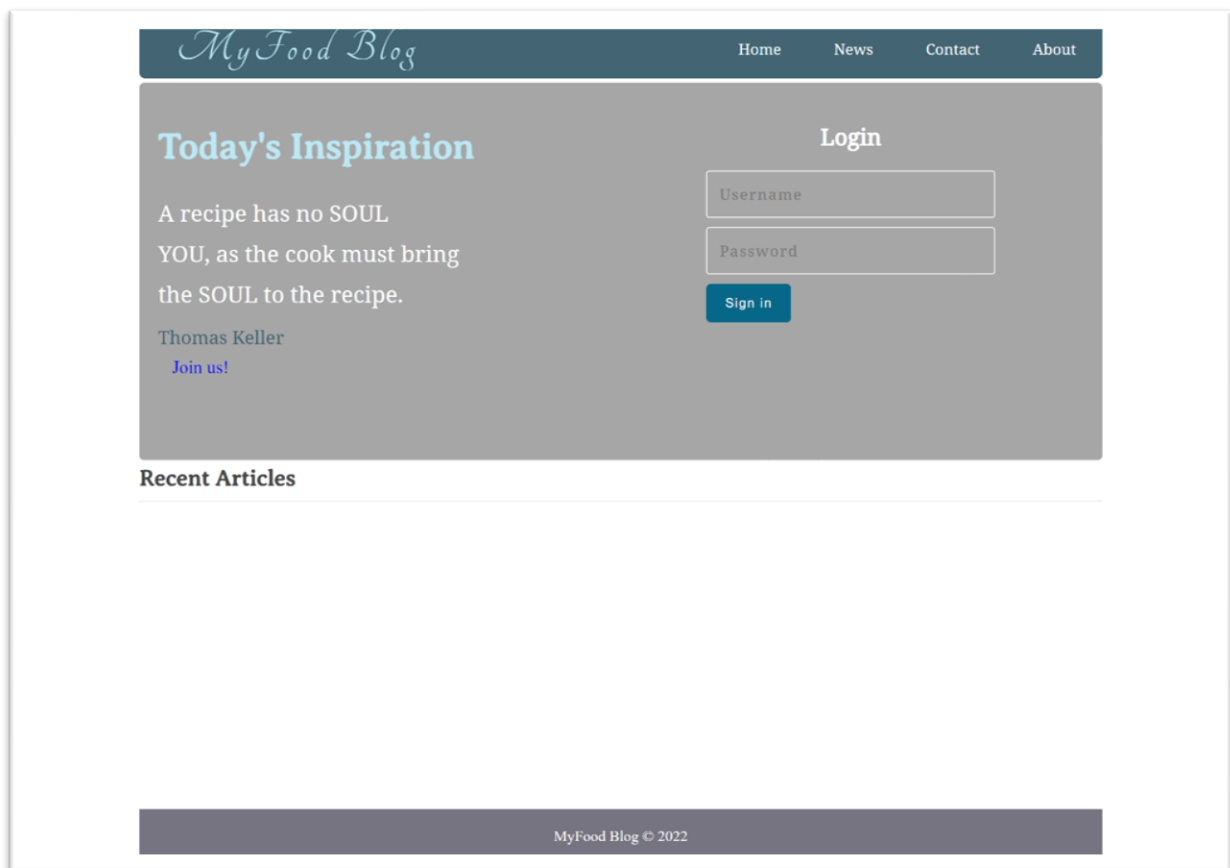 MyFood Blog
Home News Contact About
Today's Inspiration
A recipe has no SOUL
YOU, as the cook must bring
the SOUL to the recipe.
Thomas Keller
Join us!
Login
Username
Password
Sign in
Recent Articles
MyFood Blog © 2022